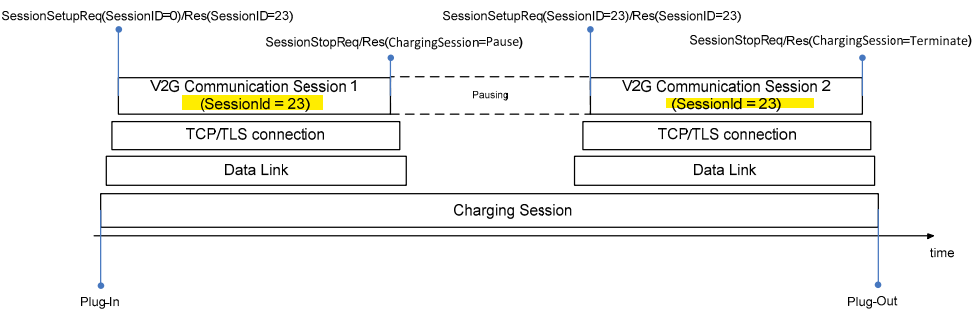 SessionSetupReq(SessionID=0)/Res(SessionID=23)
SessionSetupReq(SessionID=23)/Res(SessionID=23)
SessionStopReq/Res(ChargingSession=Pause)
SessionStopReq/Res(ChargingSession=Terminate)
V2G Communication Session 1
(SessionId = 23)
Pausing
V2G Communication Session 2
(SessionId = 23)
TCP/TLS connection
TCP/TLS connection
Data Link
Data Link
Charging Session
time
Plug-In
Plug-Out